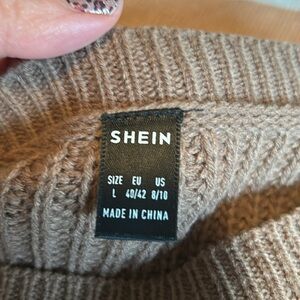 SHEIN
SIZE EU US
L 40/42 8/10
MADE IN CHINA